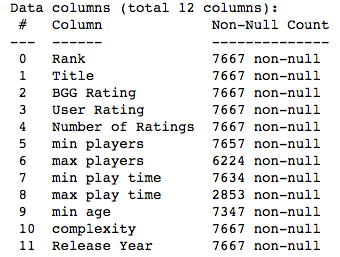 Data columns (total 12 columns):
 #   Column             Non-Null Count
---  ------             --------------
 0   Rank               7667 non-null
 1   Title              7667 non-null
 2   BGG Rating         7667 non-null
 3   User Rating        7667 non-null
 4   Number of Ratings  7667 non-null
 5   min players        7657 non-null
 6   max players        6224 non-null
 7   min play time      7634 non-null
 8   max play time      2853 non-null
 9   min age            7347 non-null
 10  complexity         7667 non-null
 11  Release Year       7667 non-null